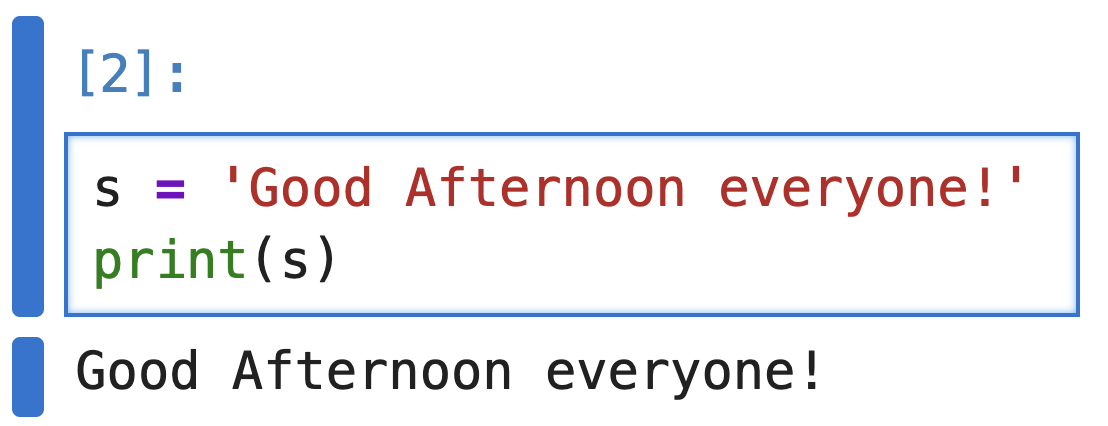 [2]:
s = 'Good Afternoon everyone!'
print(s)
Good Afternoon everyone!